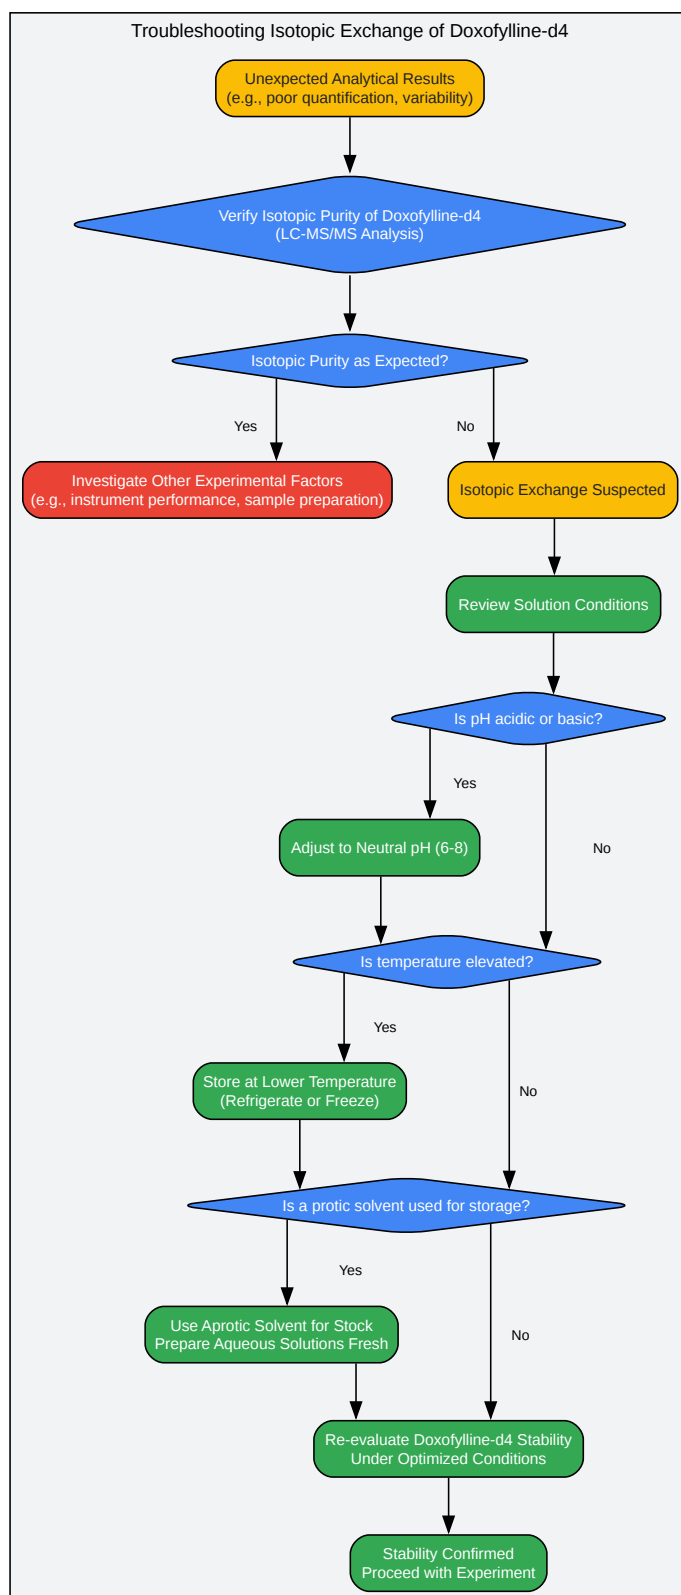 Troubleshooting Isotopic Exchange of Doxofylline-d4
Unexpected Analytical Results
(e.g., poor quantification, variability)
Verify Isotopic Purity of Doxofylline-d4
(LC-MS/MS Analysis)
Isotopic Purity as Expected?
Yes
No
Investigate Other Experimental Factors
(e.g., instrument performance, sample preparation)
Isotopic Exchange Suspected
Review Solution Conditions
Is pH acidic or basic?
Yes
Adjust to Neutral pH (6-8)
No
Is temperature elevated?
Yes
Store at Lower Temperature
(Refrigerate or Freeze)
No
Is a protic solvent used for storage?
Yes
Use Aprotic Solvent for Stock
Prepare Aqueous Solutions Fresh
No
Re-evaluate Doxofylline-d4 Stability
Under Optimized Conditions
Stability Confirmed
Proceed with Experiment